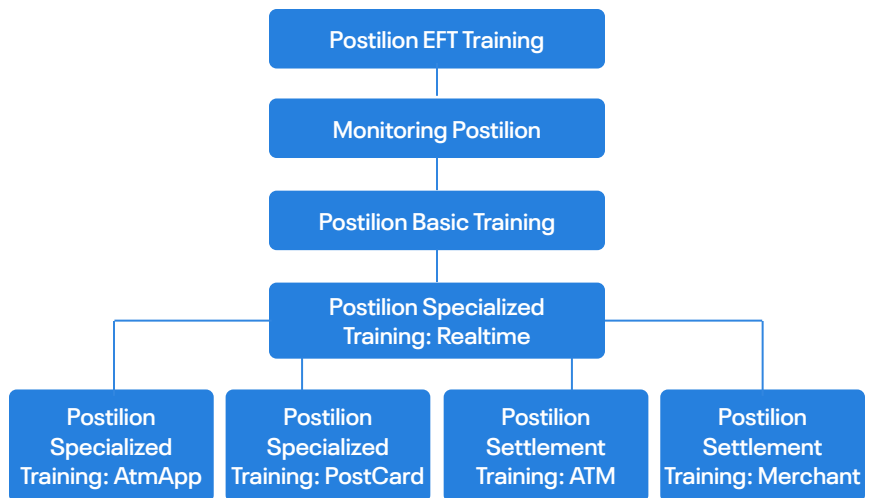 Postilion EFT Training
Monitoring Postilion
Postilion Basic Training
Postilion Specialized
Training: Realtime
Postilion
Specialized
Training: AtmApp
Postilion
Specialized
Training: PostCard
Postilion
Settlement
Training: ATM
Postilion
Settlement
Training: Merchant